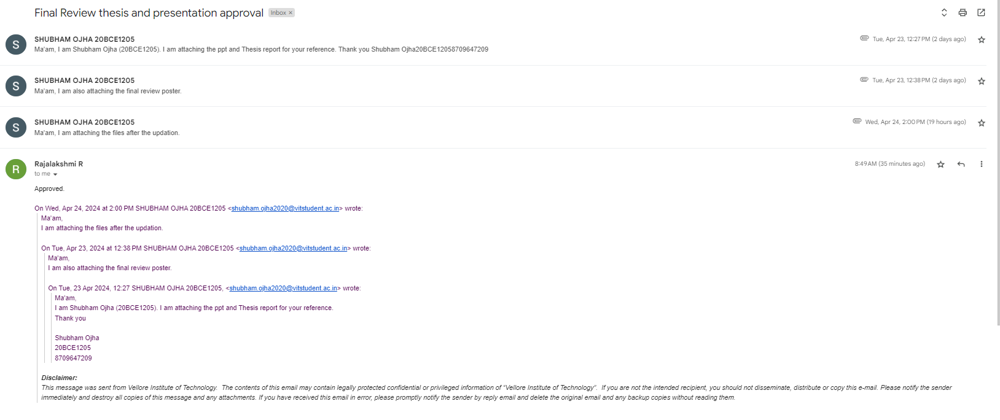 Final Review thesis and presentation approval Inbox ×
S SHUBHAM OJHA 20BCE1205 Tue, Apr 23, 12:27 PM (2 days ago)
Ma'am, I am Shubham Ojha (20BCE1205). I am attaching the ppt and Thesis report for your reference. Thank you Shubham Ojha20BCE12058709647209
S SHUBHAM OJHA 20BCE1205 Tue, Apr 23, 12:38 PM (2 days ago)
Ma'am, I am also attaching the final review poster.
S SHUBHAM OJHA 20BCE1205 Wed, Apr 24, 2:00 PM (19 hours ago)
Ma'am, I am attaching the files after the updation.
R Rajalakshmi R 8:49 AM (35 minutes ago)
to me
Approved.
On Wed, Apr 24, 2024 at 2:00 PM SHUBHAM OJHA 20BCE1205 <shubham.ojha2020@vitstudent.ac.in> wrote:
Ma'am,
I am attaching the files after the updation.
On Tue, Apr 23, 2024 at 12:38 PM SHUBHAM OJHA 20BCE1205 <shubham.ojha2020@vitstudent.ac.in> wrote:
Ma'am,
I am also attaching the final review poster.
On Tue, 23 Apr 2024, 12:27 SHUBHAM OJHA 20BCE1205, <shubham.ojha2020@vitstudent.ac.in> wrote:
Ma'am,
I am Shubham Ojha (20BCE1205). I am attaching the ppt and Thesis report for your reference.
Thank you
Shubham Ojha
20BCE1205
8709647209
Disclaimer:
This message was sent from Vellore Institute of Technology.  The contents of this email may contain legally protected confidential or privileged information of “Vellore Institute of Technology”.  If you are not the intended recipient, you should not disseminate, distribute or copy this e-mail. Please notify the sender
immediately and destroy all copies of this message and any attachments. If you have received this email in error, please promptly notify the sender by reply email and delete the original email and any backup copies without reading them.